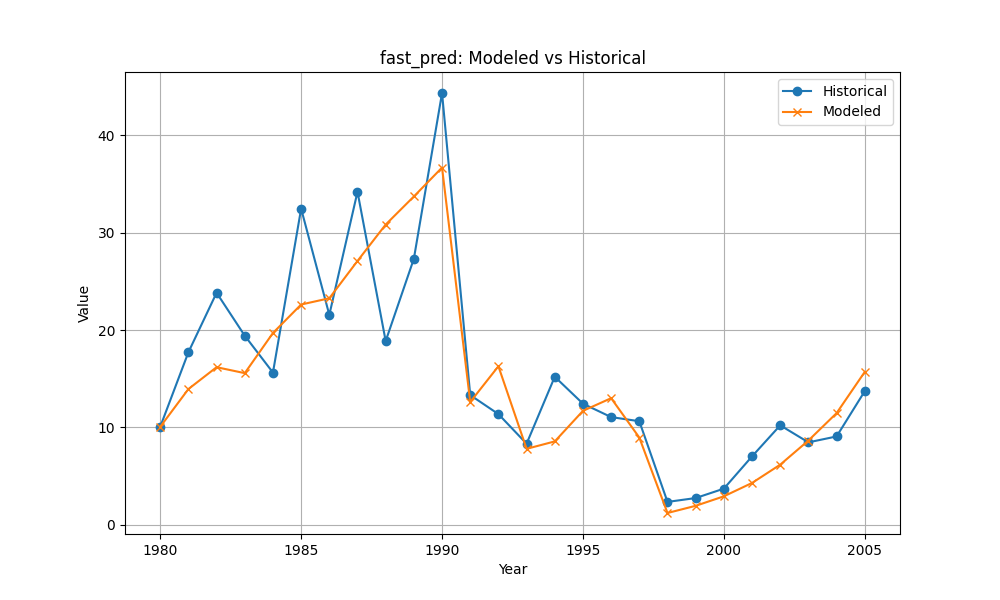 fast_pred: Modeled vs Historical
Historical
Modeled
Value
40
30
20
10
0
1980 1985 1990 1995 2000 2005
Year